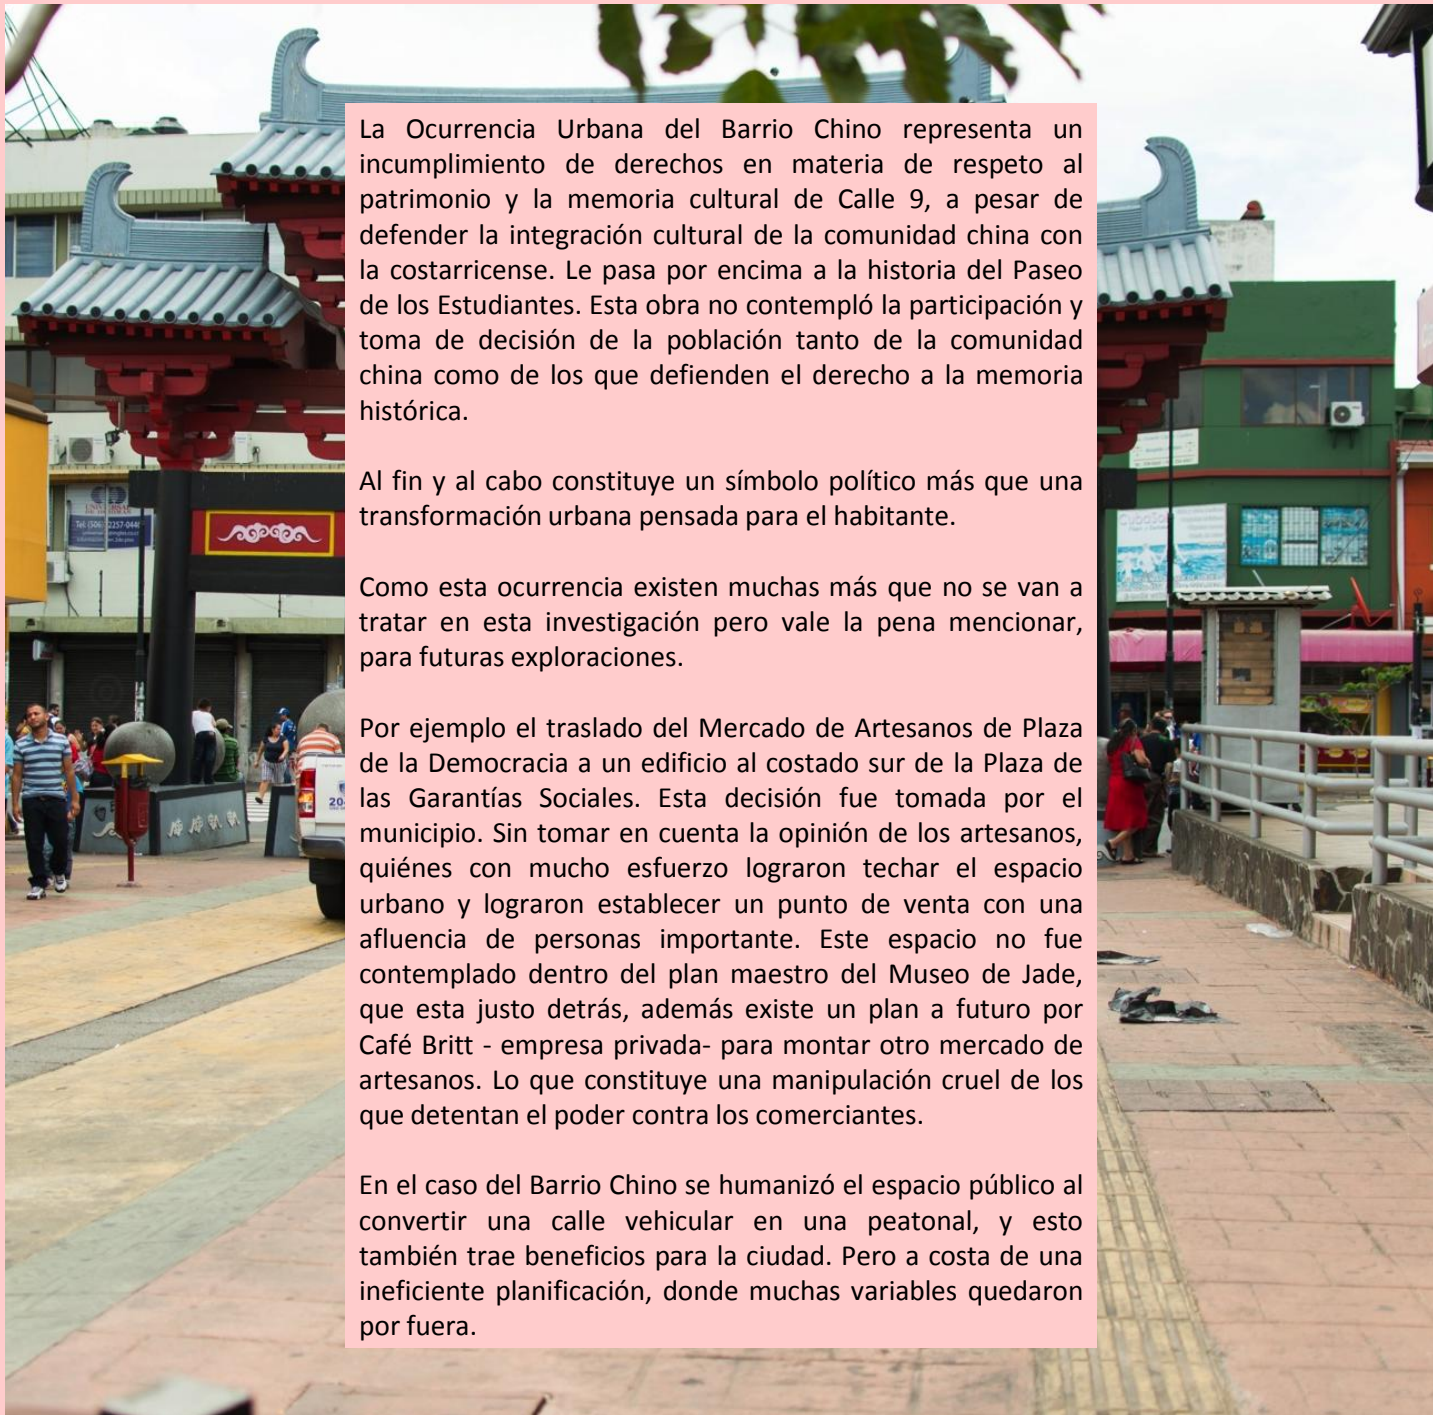 La Ocurrencia Urbana del Barrio Chino representa un
incumplimiento de derechos en materia de respeto al
patrimonio y la memoria cultural de Calle 9, a pesar de
defender la integración cultural de la comunidad china con
la costarricense. Le pasa por encima a la historia del Paseo
de los Estudiantes. Esta obra no contempló la participación y
toma de decisión de la población tanto de la comunidad
china como de los que defienden el derecho a la memoria
histórica.
Al fin y al cabo constituye un símbolo político más que una
transformación urbana pensada para el habitante.
Como esta ocurrencia existen muchas más que no se van a
tratar en esta investigación pero vale la pena mencionar,
para futuras exploraciones.
Por ejemplo el traslado del Mercado de Artesanos de Plaza
de la Democracia a un edificio al costado sur de la Plaza de
las Garantías Sociales. Esta decisión fue tomada por el
municipio. Sin tomar en cuenta la opinión de los artesanos,
quiénes con mucho esfuerzo lograron techar el espacio
urbano y lograron establecer un punto de venta con una
afluencia de personas importante. Este espacio no fue
contemplado dentro del plan maestro del Museo de Jade,
que esta justo detrás, además existe un plan a futuro por
Café Britt - empresa privada- para montar otro mercado de
artesanos. Lo que constituye una manipulación cruel de los
que detentan el poder contra los comerciantes.
En el caso del Barrio Chino se humanizó el espacio público al
convertir una calle vehicular en una peatonal, y esto
también trae beneficios para la ciudad. Pero a costa de una
ineficiente planificación, donde muchas variables quedaron
por fuera.